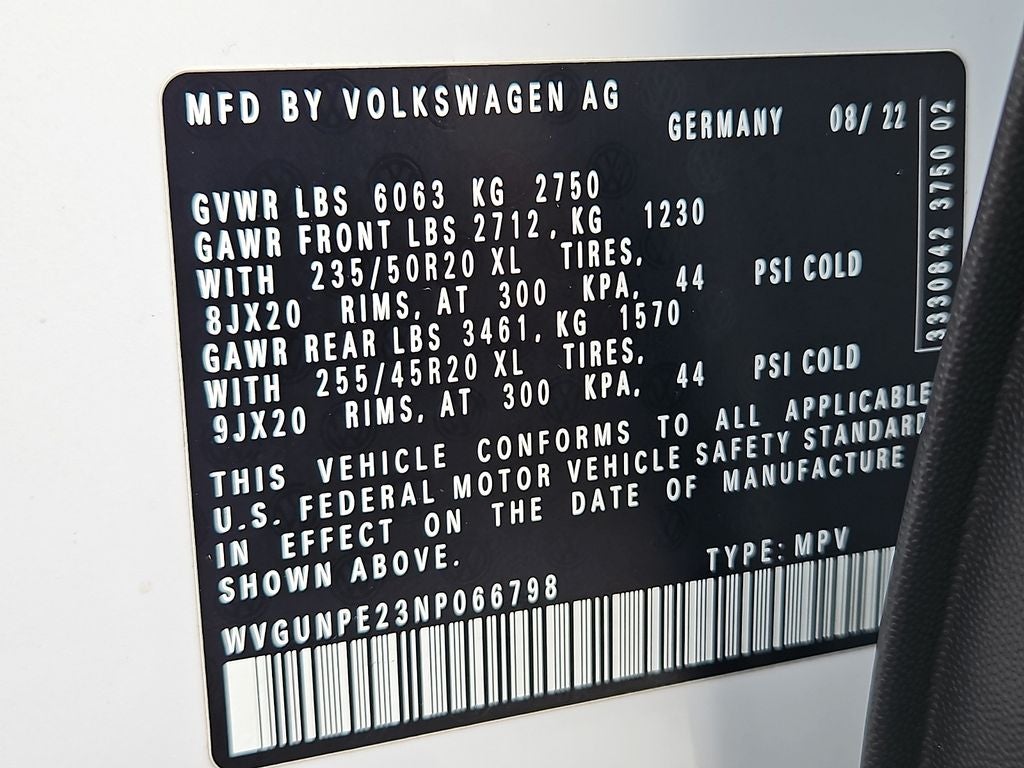 MFD BY VOLKSWAGEN AG
GERMANY 08/ 22
GVWR LBS 6063 KG 2750
GAWR FRONT LBS 2712, KG 1230
WITH 235/50R20 XL TIRES,
8JX20 RIMS, AT 300 KPA, 44 PSI COLD
GAWR REAR LBS 3461, KG 1570
WITH 255/45R20 XL TIRES,
9JX20 RIMS, AT 300 KPA, 44 PSI COLD
THIS VEHICLE CONFORMS TO ALL APPLICABLE
U.S. FEDERAL MOTOR VEHICLE SAFETY STANDARD
IN EFFECT ON THE DATE OF MANUFACTURE
SHOWN ABOVE.
TYPE: MPV
WVGUNPE23NP066798
3330842 3750 02